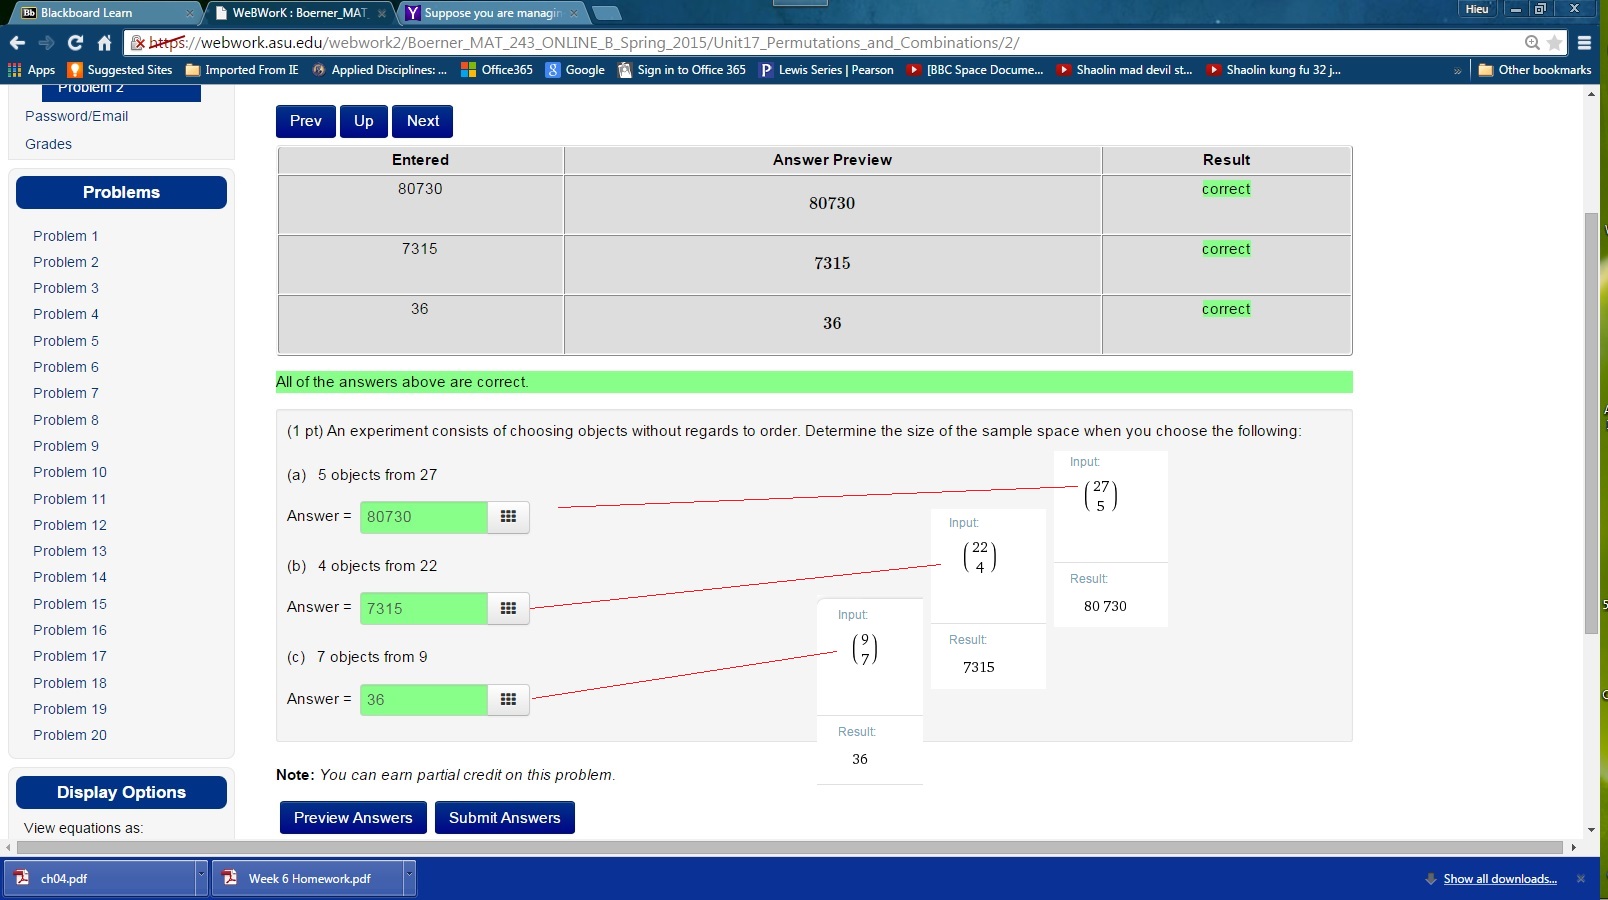 Blackboard Learn
WeBWorK : Boerner_MAT_
Suppose you are managin
Hieu
https://webwork.asu.edu/webwork2/Boerner_MAT_243_ONLINE_B_Spring_2015/Unit17_Permutations_and_Combinations/2/
Apps Suggested Sites Imported From IE Applied Disciplines: ... Office365 Google Sign in to Office 365 Lewis Series | Pearson [BBC Space Docume... Shaolin mad devil st... Shaolin kung fu 32 j... » Other bookmarks
Problem 2
Password/Email
Grades
Problems
Problem 1
Problem 2
Problem 3
Problem 4
Problem 5
Problem 6
Problem 7
Problem 8
Problem 9
Problem 10
Problem 11
Problem 12
Problem 13
Problem 14
Problem 15
Problem 16
Problem 17
Problem 18
Problem 19
Problem 20
Display Options
View equations as:
Prev Up Next
Entered Answer Preview Result
80730 80730 correct
7315 7315 correct
36 36 correct
All of the answers above are correct.
(1 pt) An experiment consists of choosing objects without regards to order. Determine the size of the sample space when you choose the following:
(a) 5 objects from 27
Answer = 80730
(b) 4 objects from 22
Answer = 7315
(c) 7 objects from 9
Answer = 36
Input:
(27
5)
Result:
80 730
Input:
(22
4)
Result:
7315
Input:
(9
7)
Result:
36
Note: You can earn partial credit on this problem.
Preview Answers Submit Answers
ch04.pdf
Week 6 Homework.pdf
Show all downloads...